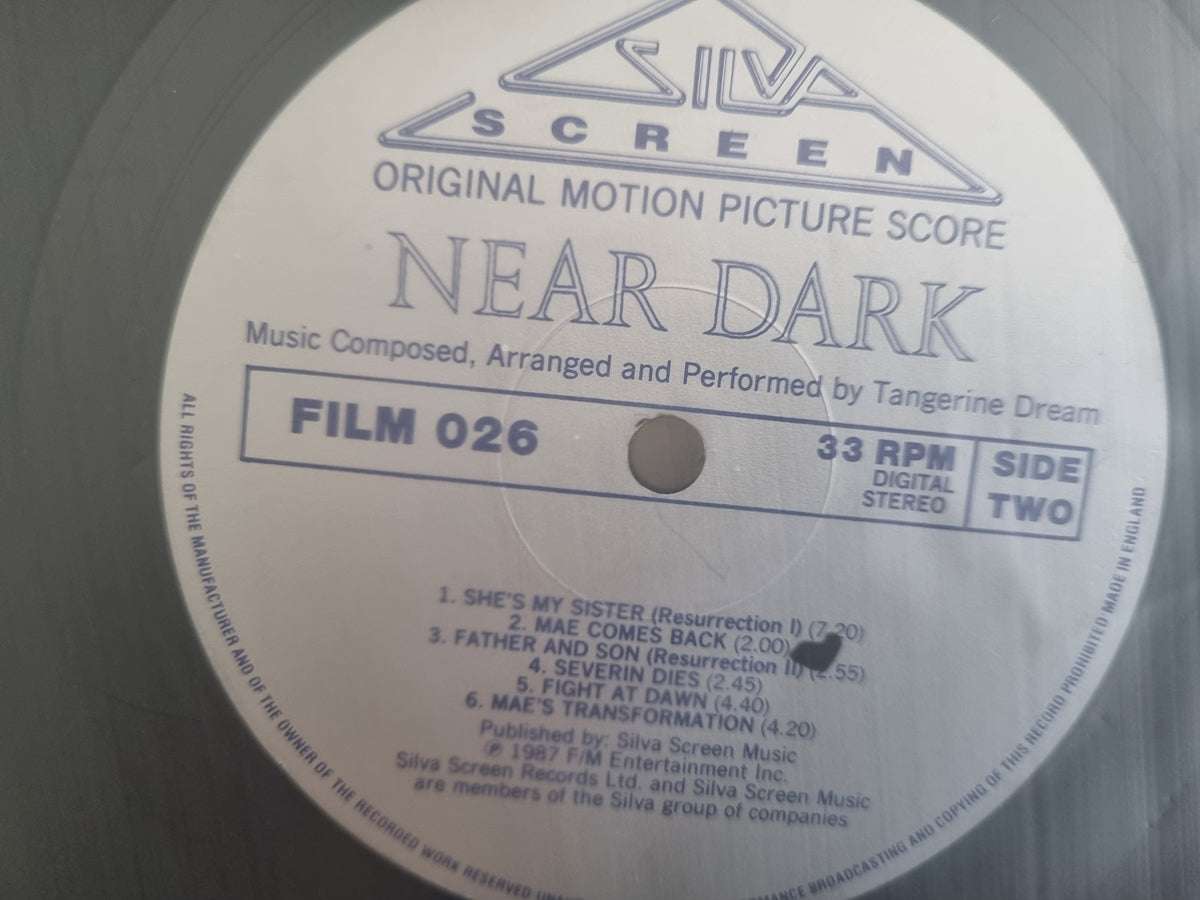 SILVA
SCREEN
ORIGINAL MOTION PICTURE SCORE
NEAR DARK
Music Composed, Arranged and Performed by Tangerine Dream
FILM 026
33 RPM
DIGITAL
STEREO
SIDE
TWO
1. SHE'S MY SISTER (Resurrection I) (7.20)
2. MAE COMES BACK (2.00)
3. FATHER AND SON (Resurrection II) (2.55)
4. SEVERIN DIES (2.45)
5. FIGHT AT DAWN (4.40)
6. MAE'S TRANSFORMATION (4.20)
Published by: Silva Screen Music
℗ 1987 F/M Entertainment Inc.
Silva Screen Records Ltd. and Silva Screen Music
are members of the Silva group of companies
ALL RIGHTS OF THE MANUFACTURER AND OF THE OWNER OF THE RECORDED WORK RESERVED
BROADCASTING AND COPYING OF THIS RECORD PROHIBITED MADE IN ENGLAND